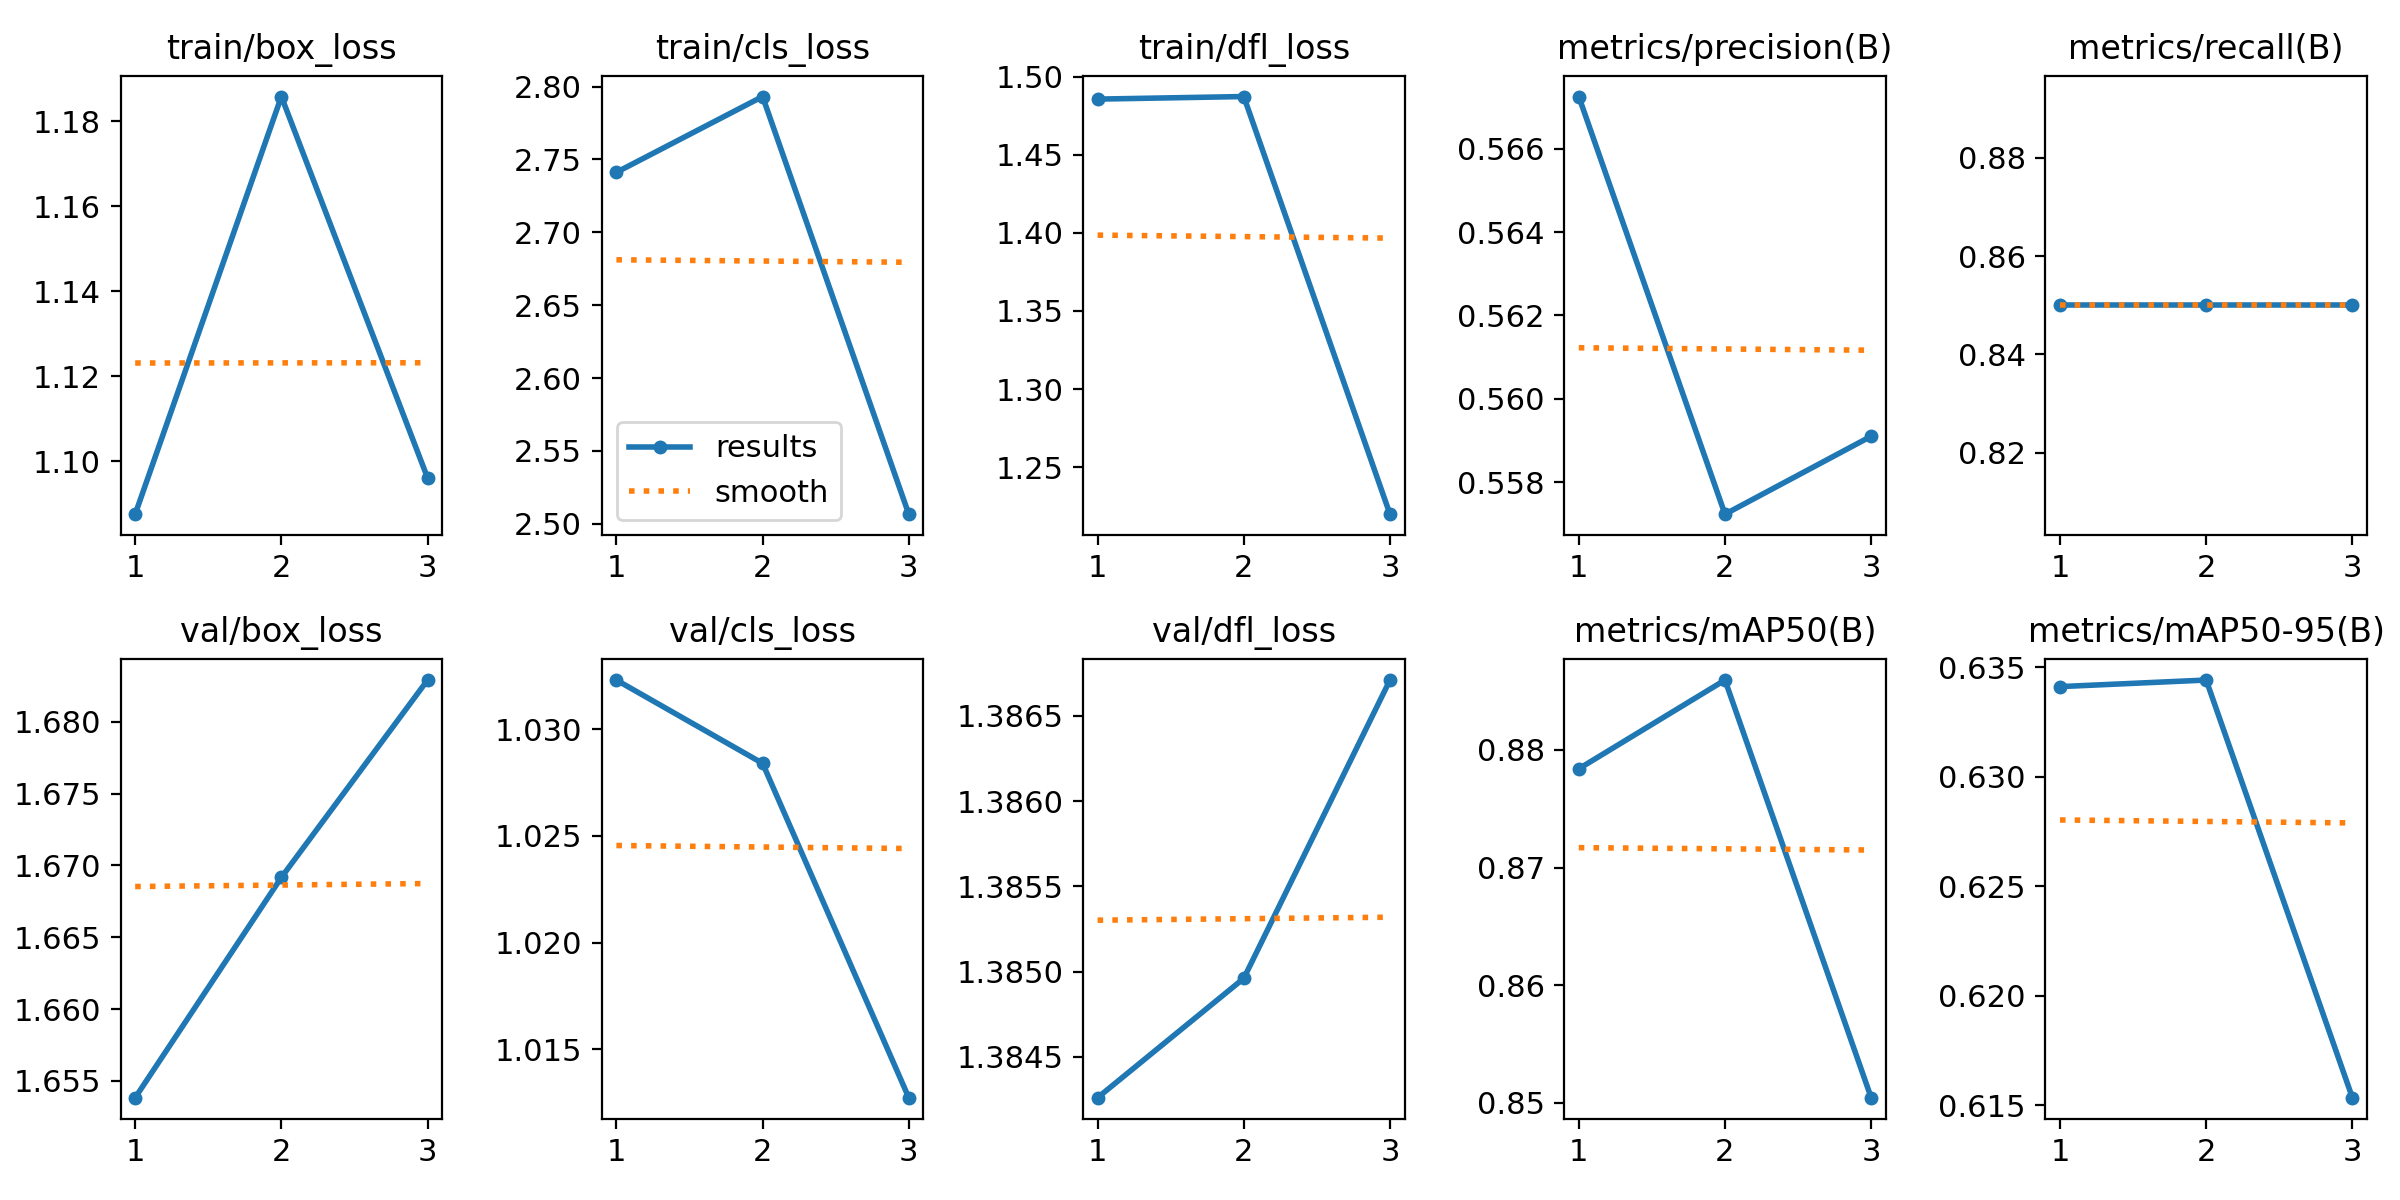 train/box_loss
1.18
1.16
1.14
1.12
1.10
1 2 3
train/cls_loss
2.80
2.75
2.70
2.65
2.60
2.55
2.50
results
smooth
1 2 3
train/dfl_loss
1.50
1.45
1.40
1.35
1.30
1.25
1 2 3
metrics/precision(B)
0.566
0.564
0.562
0.560
0.558
1 2 3
metrics/recall(B)
0.88
0.86
0.84
0.82
1 2 3
val/box_loss
1.680
1.675
1.670
1.665
1.660
1.655
1 2 3
val/cls_loss
1.030
1.025
1.020
1.015
1 2 3
val/dfl_loss
1.3865
1.3860
1.3855
1.3850
1.3845
1 2 3
metrics/mAP50(B)
0.88
0.87
0.86
0.85
1 2 3
metrics/mAP50-95(B)
0.635
0.630
0.625
0.620
0.615
1 2 3